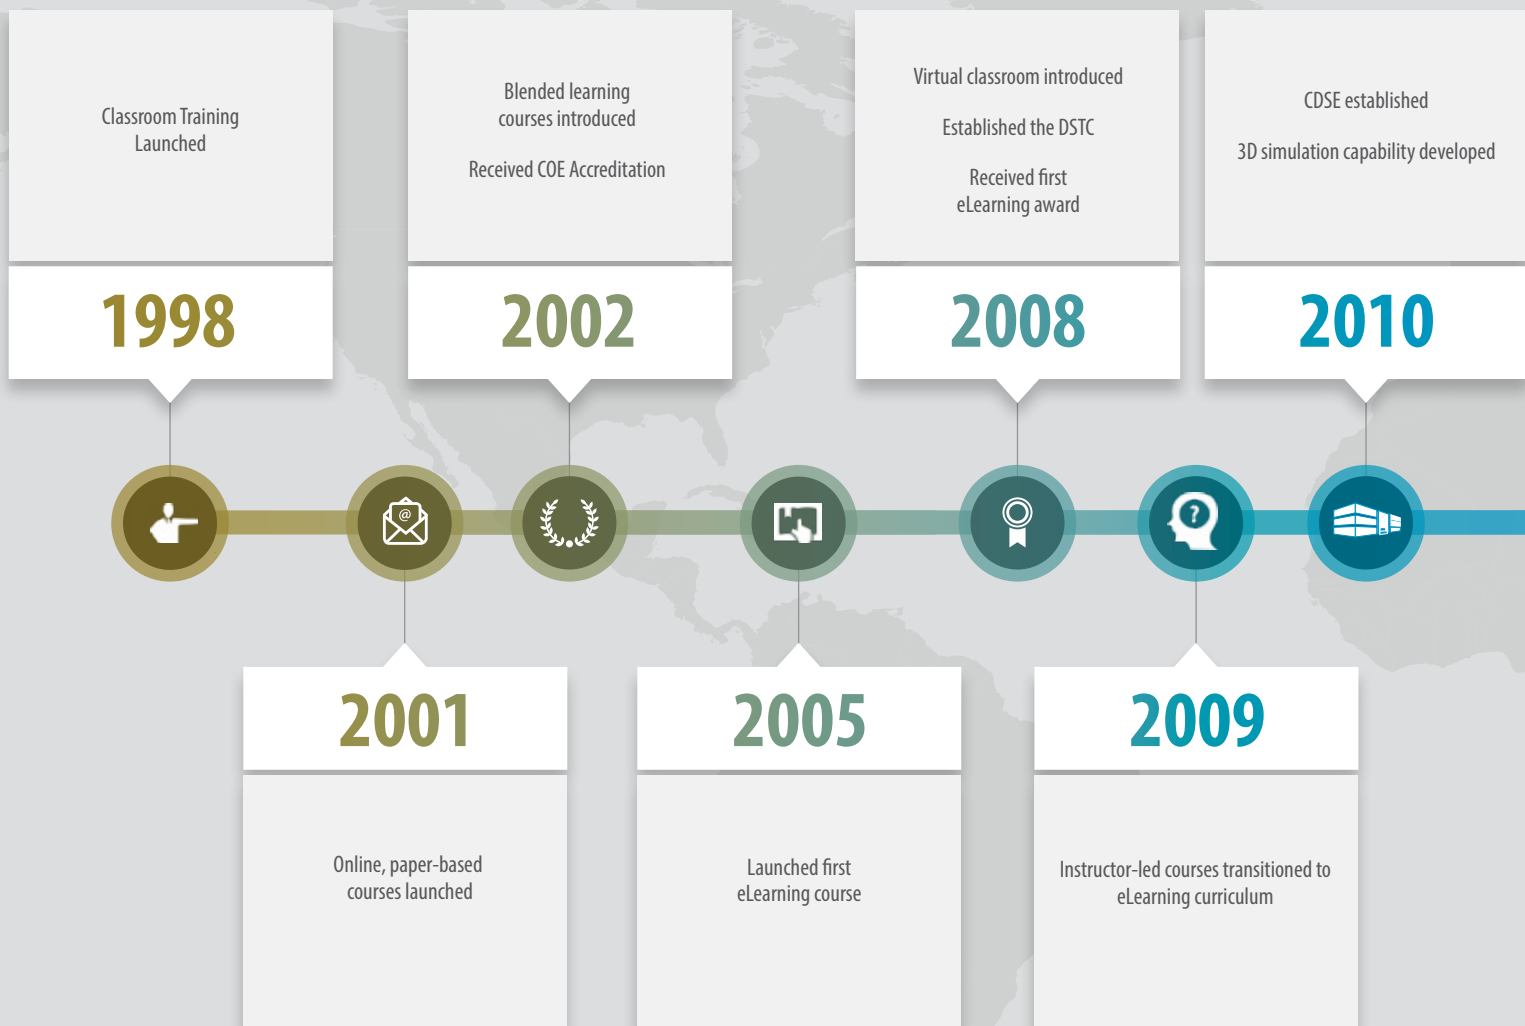 Classroom Training
Launched
1998
Online, paper-based
courses launched
2001
Blended learning
courses introduced
Received COE Accreditation
2002
2005
Launched first
eLearning course
Virtual classroom introduced
Established the DSTC
Received first
eLearning award
2008
2009
Instructor-led courses transitioned to
eLearning curriculum
CDSE established
3D simulation capability developed
2010
@
?